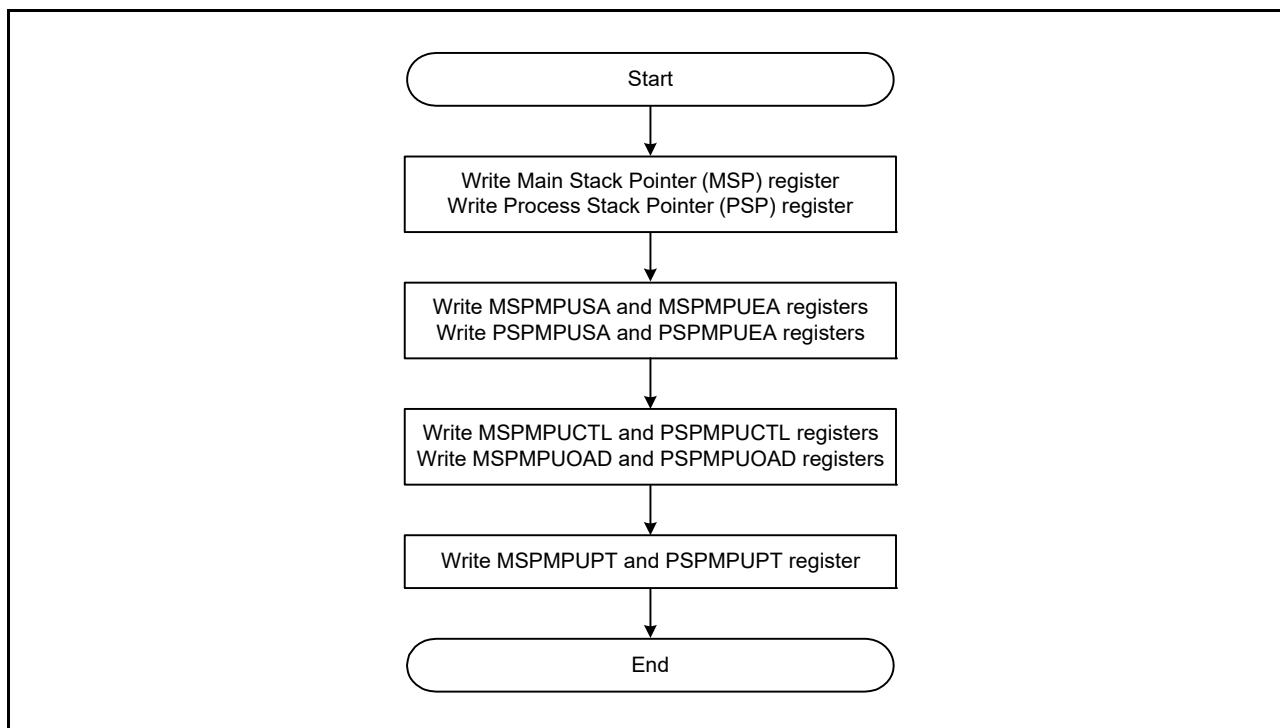 Start
Write Main Stack Pointer (MSP) register
Write Process Stack Pointer (PSP) register
Write MSPMPUSA and MSPMPUEA registers
Write PSPMPUSA and PSPMPUEA registers
Write MSPMPUCTL and PSPMPUCTL registers
Write MSPMPUOAD and PSPMPUOAD registers
Write MSPMPUPT and PSPMPUPT register
End